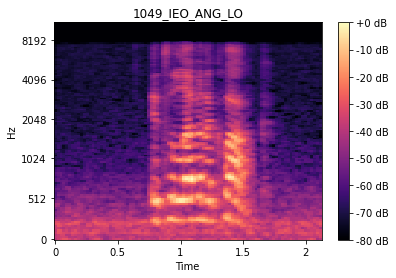 1049_IEO_ANG_LO
8192
4096
2048
1024
512
0
Hz
0
0.5
1
1.5
2
Time
+0 dB
-10 dB
-20 dB
-30 dB
-40 dB
-50 dB
-60 dB
-70 dB
-80 dB